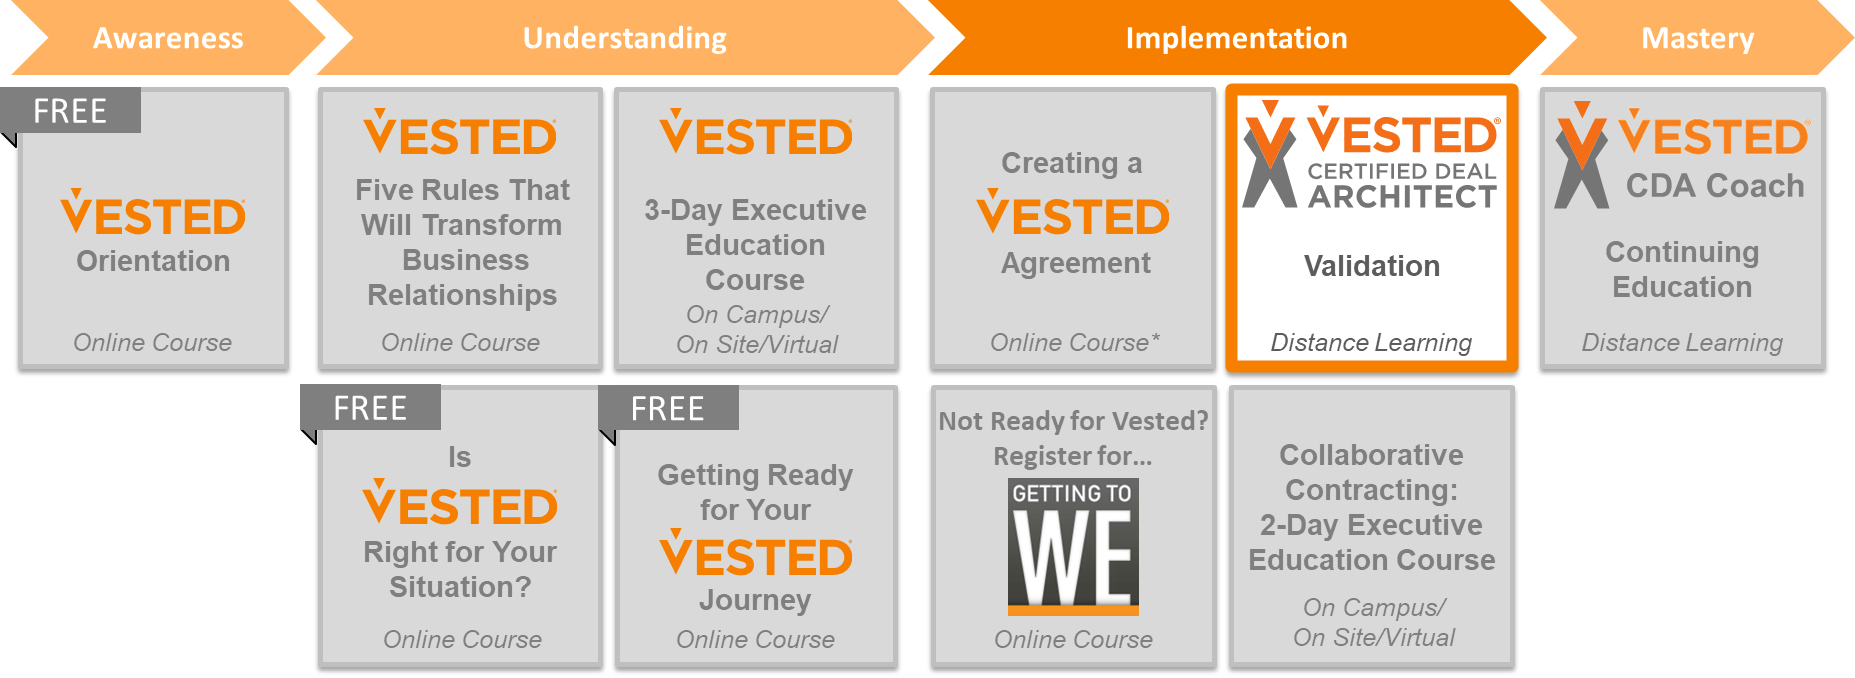 Awareness
Understanding
Implementation
Mastery
FREE
VESTED®
Orientation
Online Course
VESTED®
Five Rules That
Will Transform
Business
Relationships
Online Course
VESTED®
3-Day Executive
Education
Course
On Campus/
On Site/Virtual
Creating a
VESTED®
Agreement
Online Course*
VESTED®
CERTIFIED DEAL
ARCHITECT
Validation
Distance Learning
VESTED®
CDA Coach
Continuing
Education
Distance Learning
FREE
Is
VESTED®
Right for Your
Situation?
Online Course
FREE
Getting Ready
for Your
VESTED®
Journey
Online Course
Not Ready for Vested?
Register for...
GETTING TO
WE
Online Course
Collaborative
Contracting:
2-Day Executive
Education Course
On Campus/
On Site/Virtual